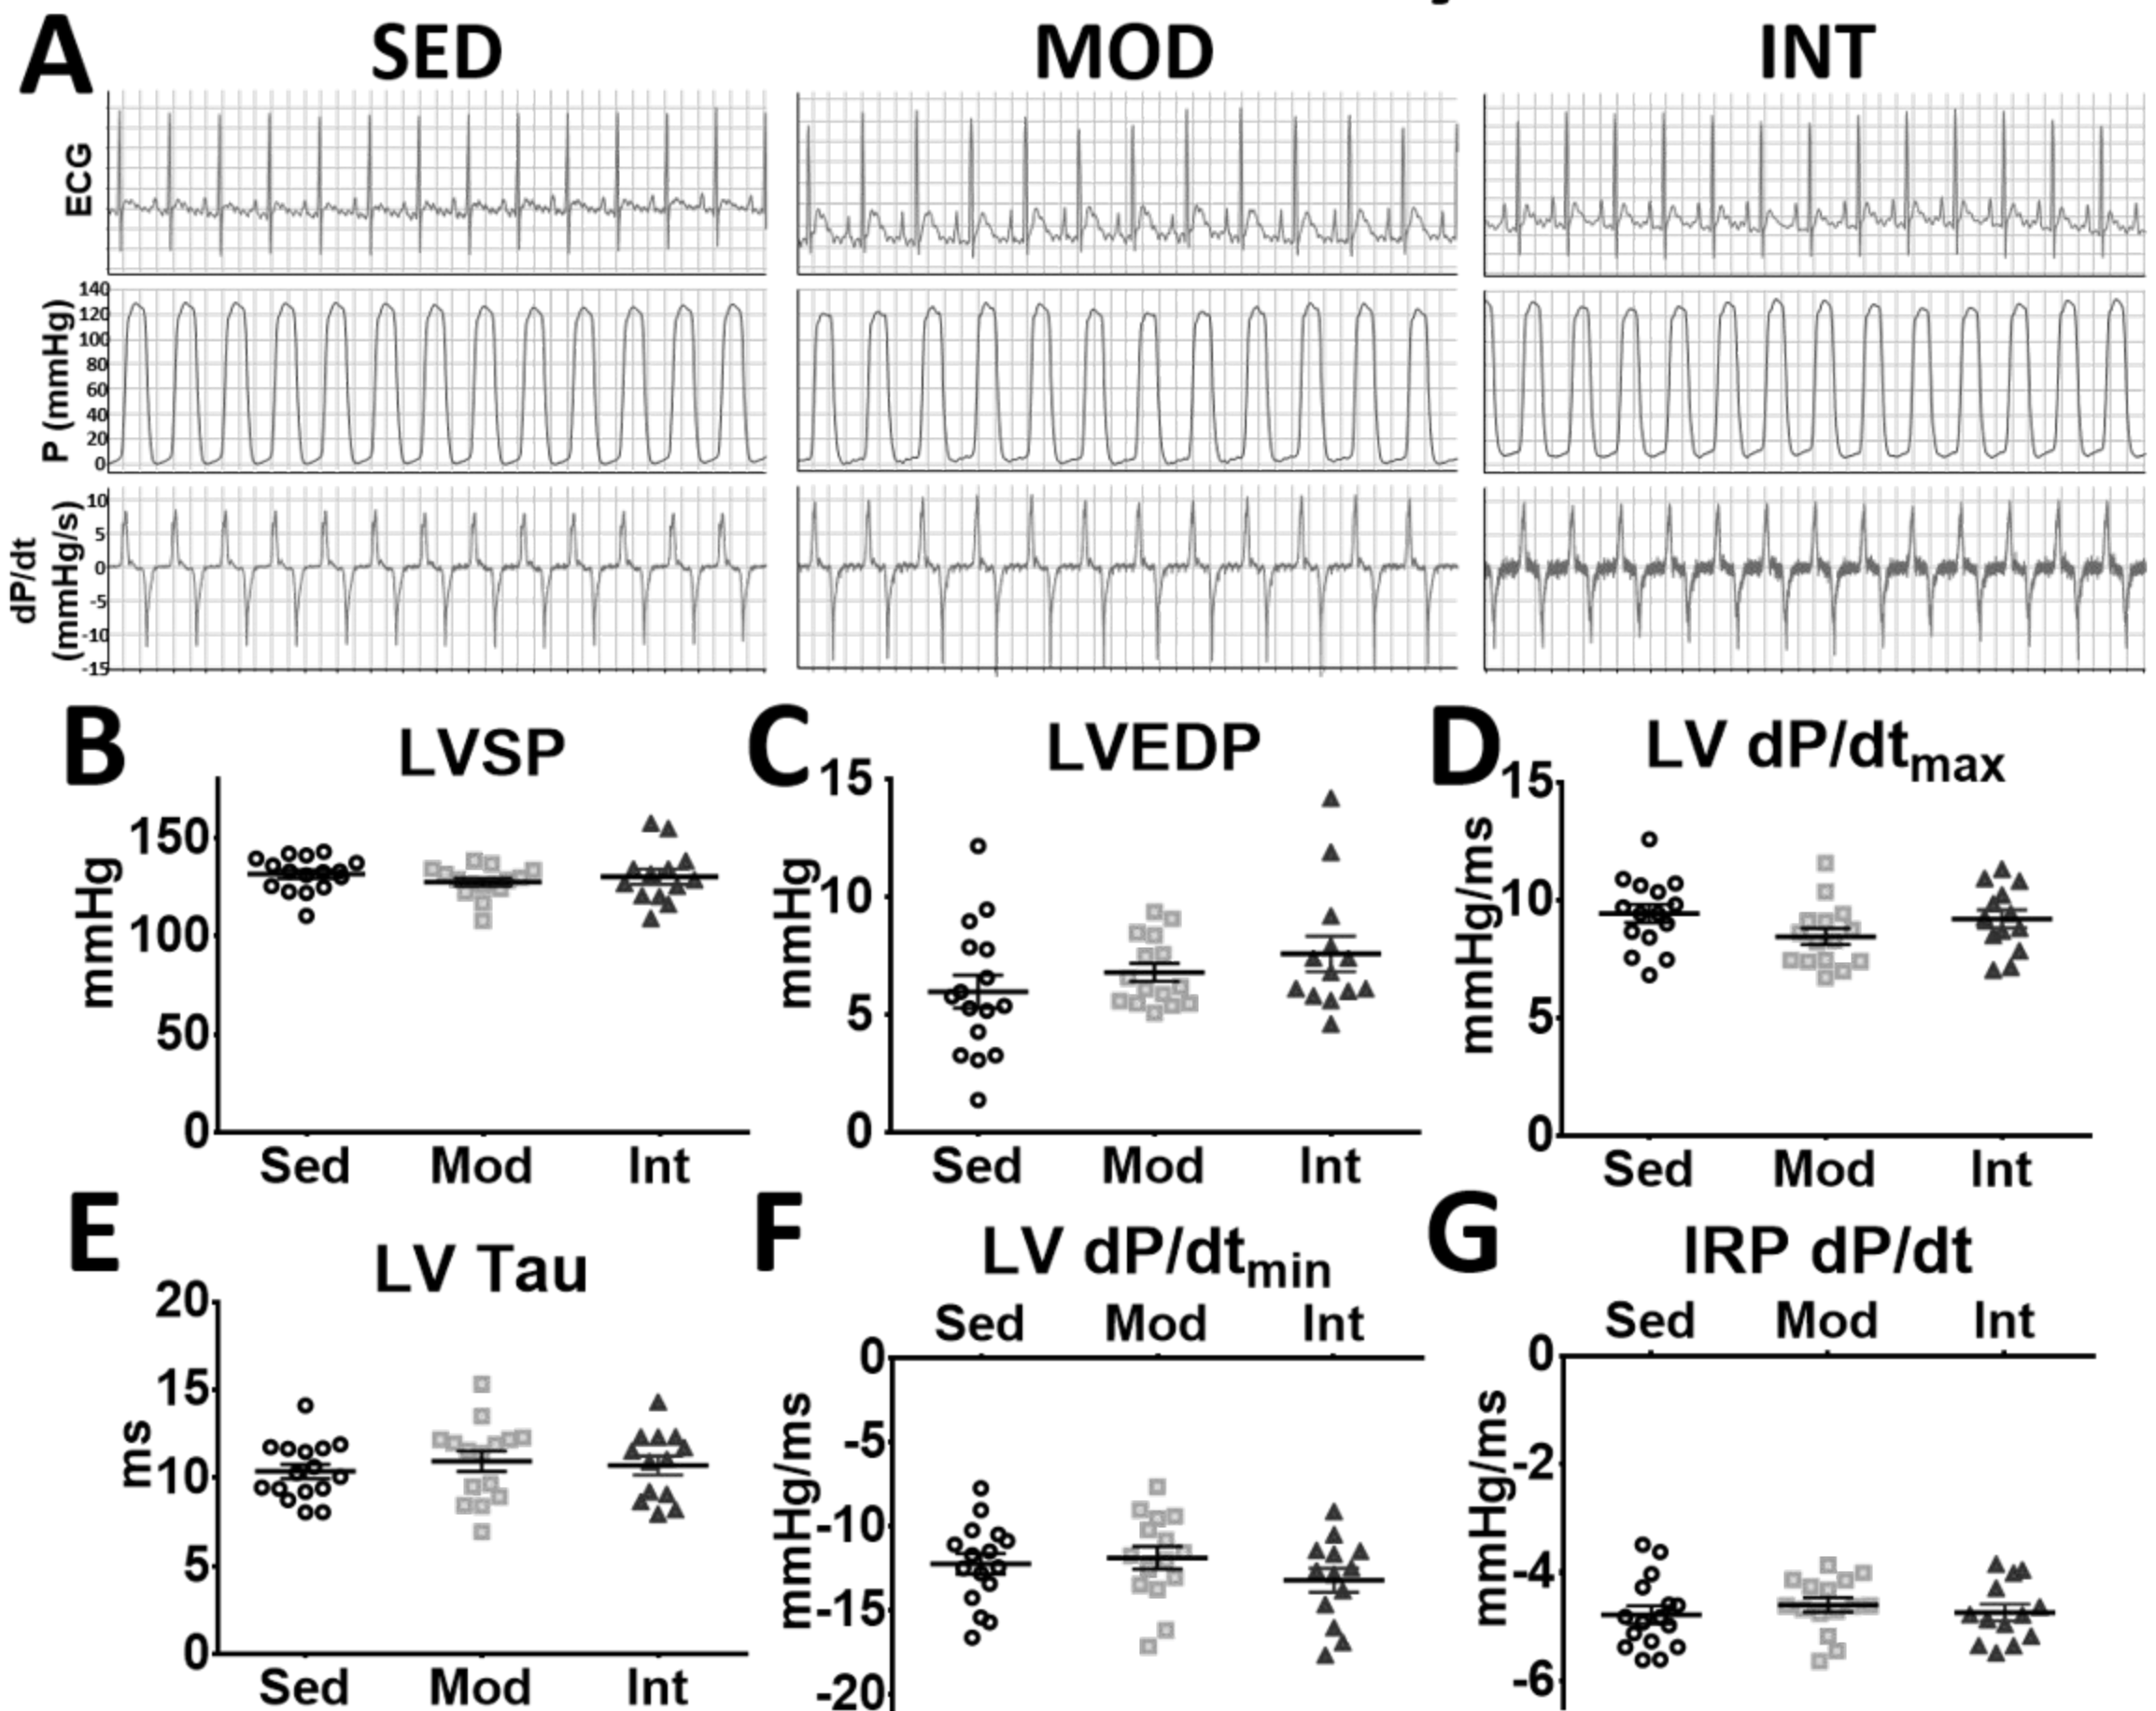 A SED MOD INT
ECG
P (mmHg)
140
120
100
80
60
40
20
0
dP/dt
(mmHg/s)
10
5
0
-5
-10
-15
B LVSP
mmHg
150
100
50
0
Sed Mod Int
C LVEDP
mmHg
15
10
5
0
Sed Mod Int
D LV dP/dtmax
mmHg/ms
15
10
5
0
Sed Mod Int
E LV Tau
ms
20
15
10
5
0
Sed Mod Int
F LV dP/dtmin
Sed Mod Int
mmHg/ms
0
-5
-10
-15
-20
G IRP dP/dt
Sed Mod Int
mmHg/ms
0
-2
-4
-6